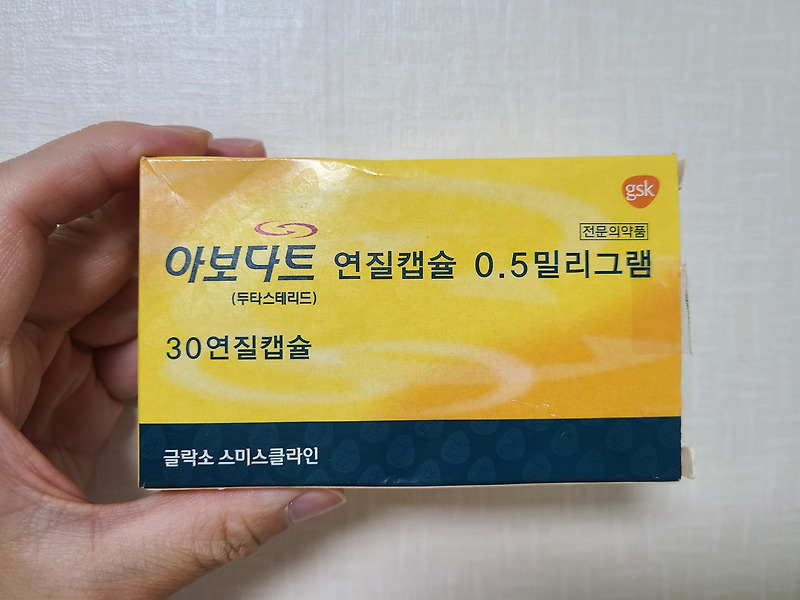 gsk
전문의약품
아보다트 연질캡슐 0.5밀리그램
(두타스테리드)
30연질캡슐
글락소 스미스클라인